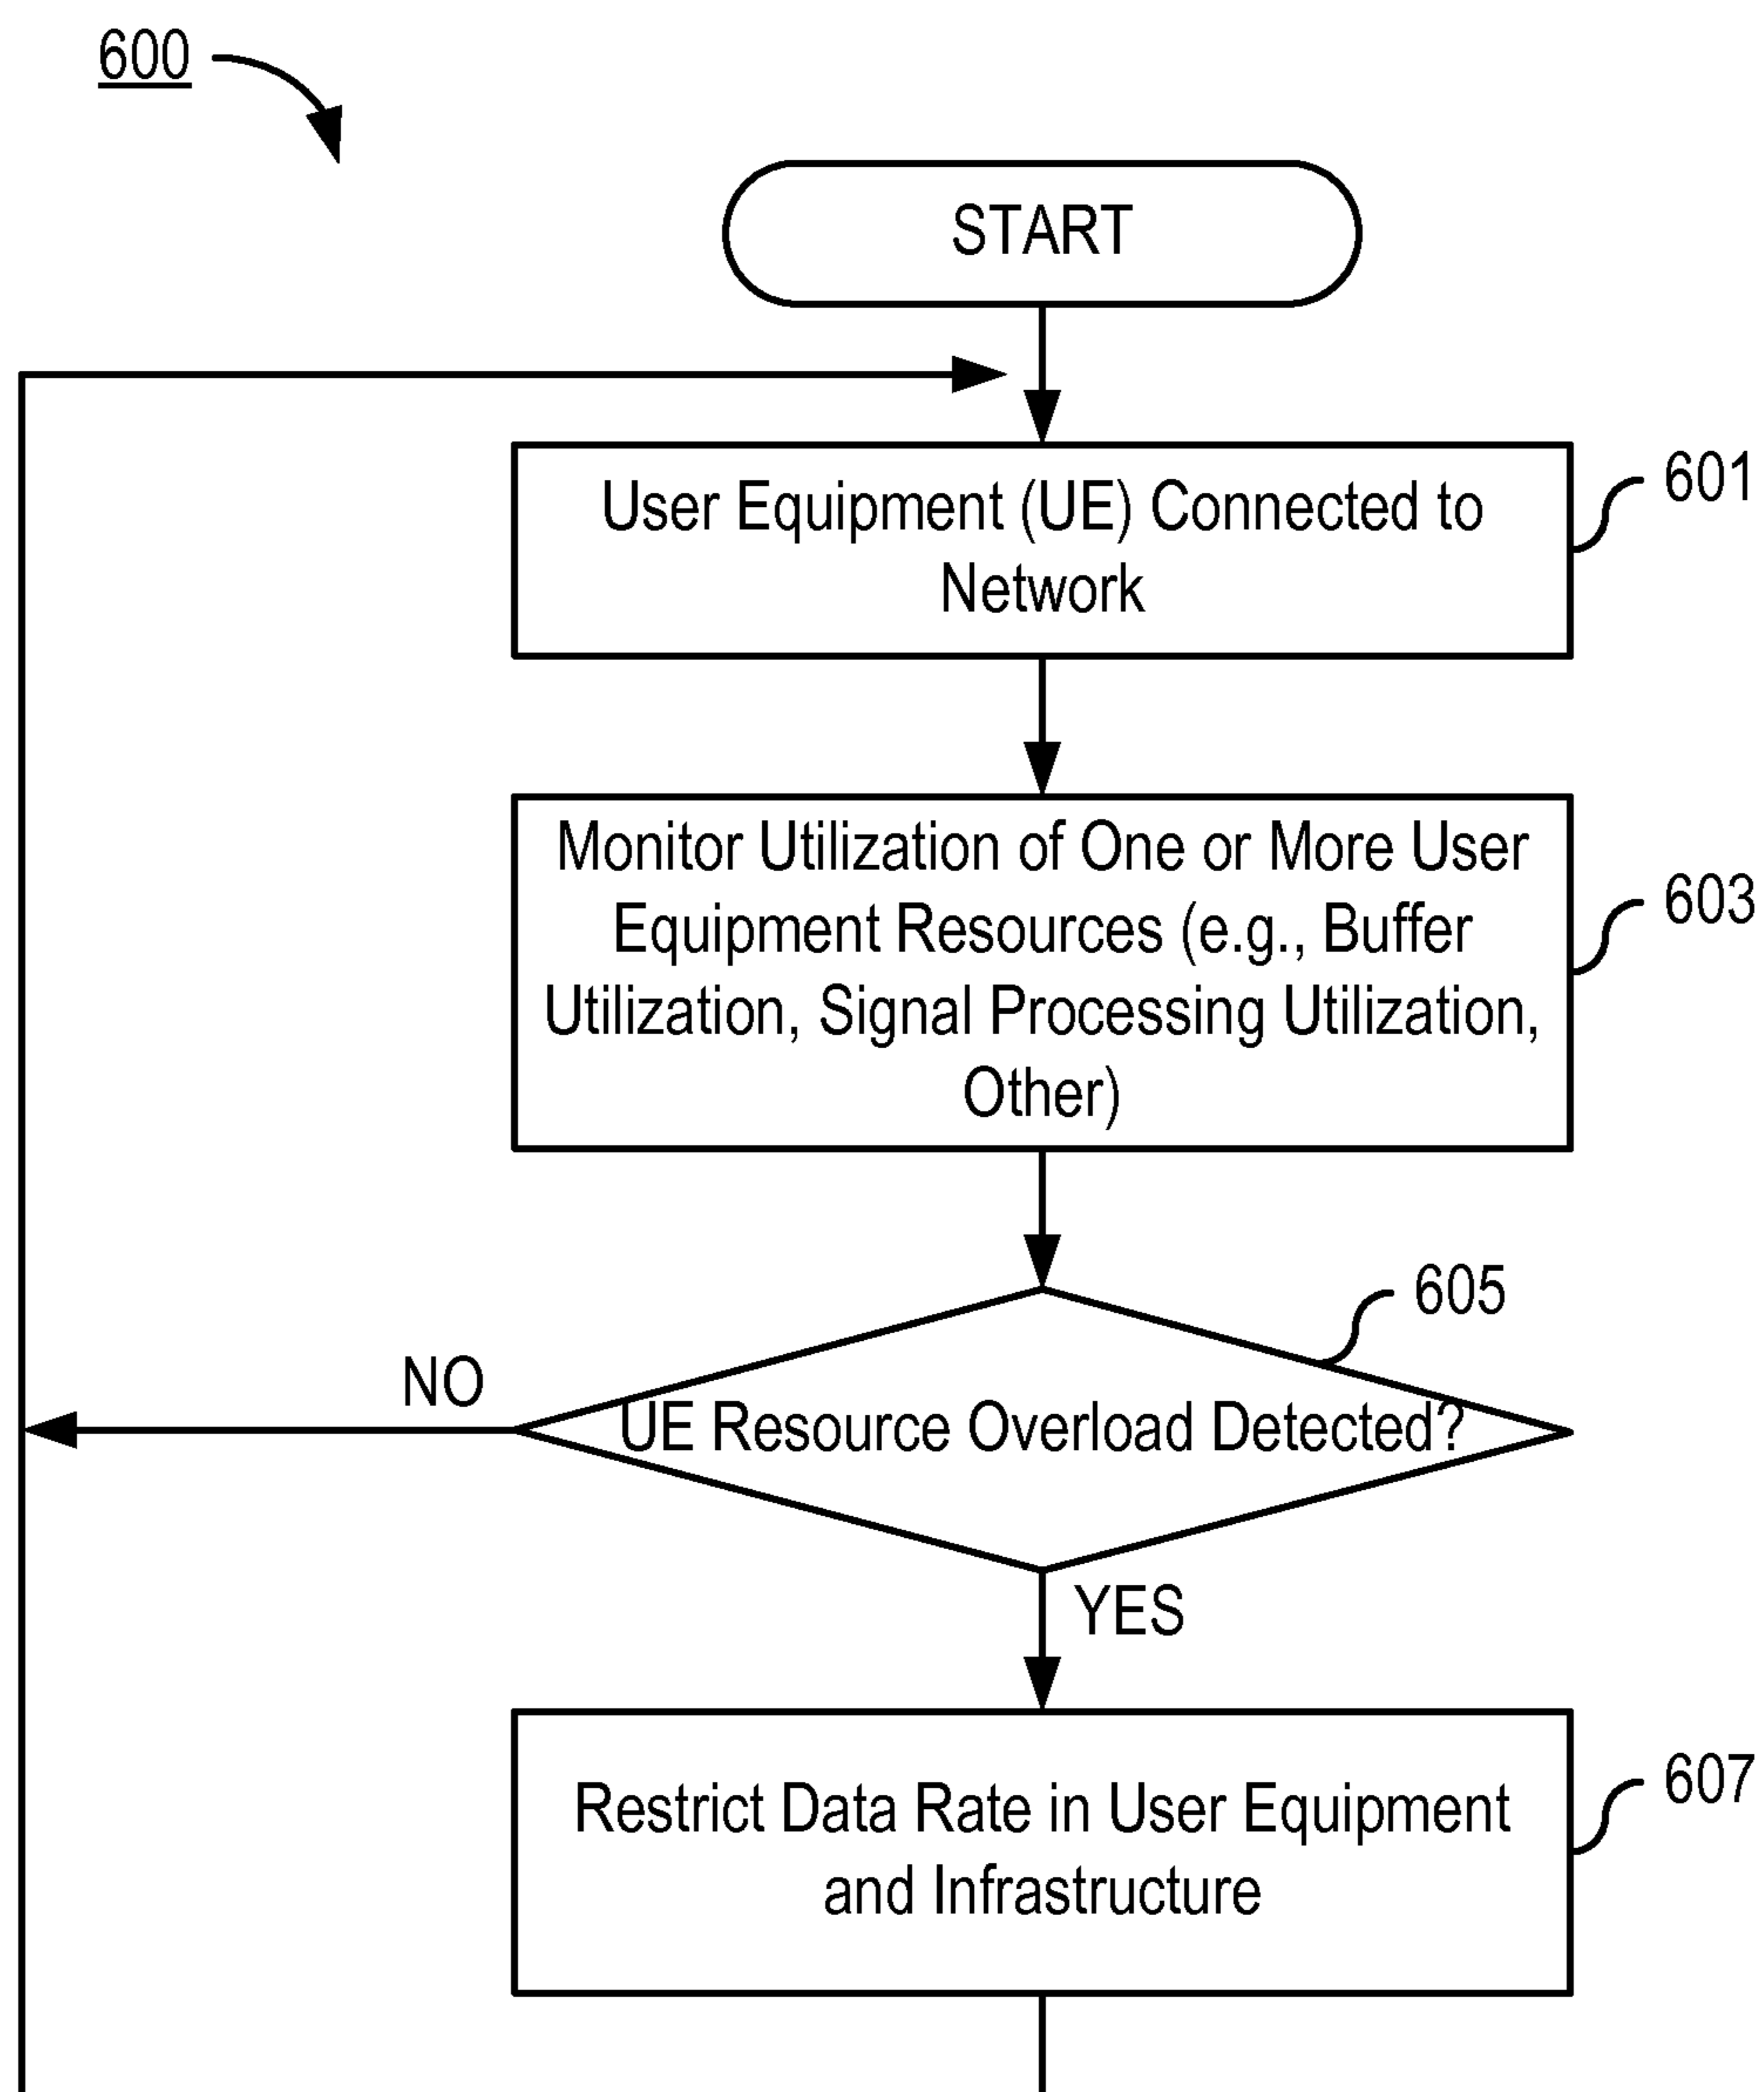 600
START
User Equipment (UE) Connected to
Network
601
Monitor Utilization of One or More User
Equipment Resources (e.g., Buffer
Utilization, Signal Processing Utilization,
Other)
603
605
NO
UE Resource Overload Detected?
YES
Restrict Data Rate in User Equipment
and Infrastructure
607